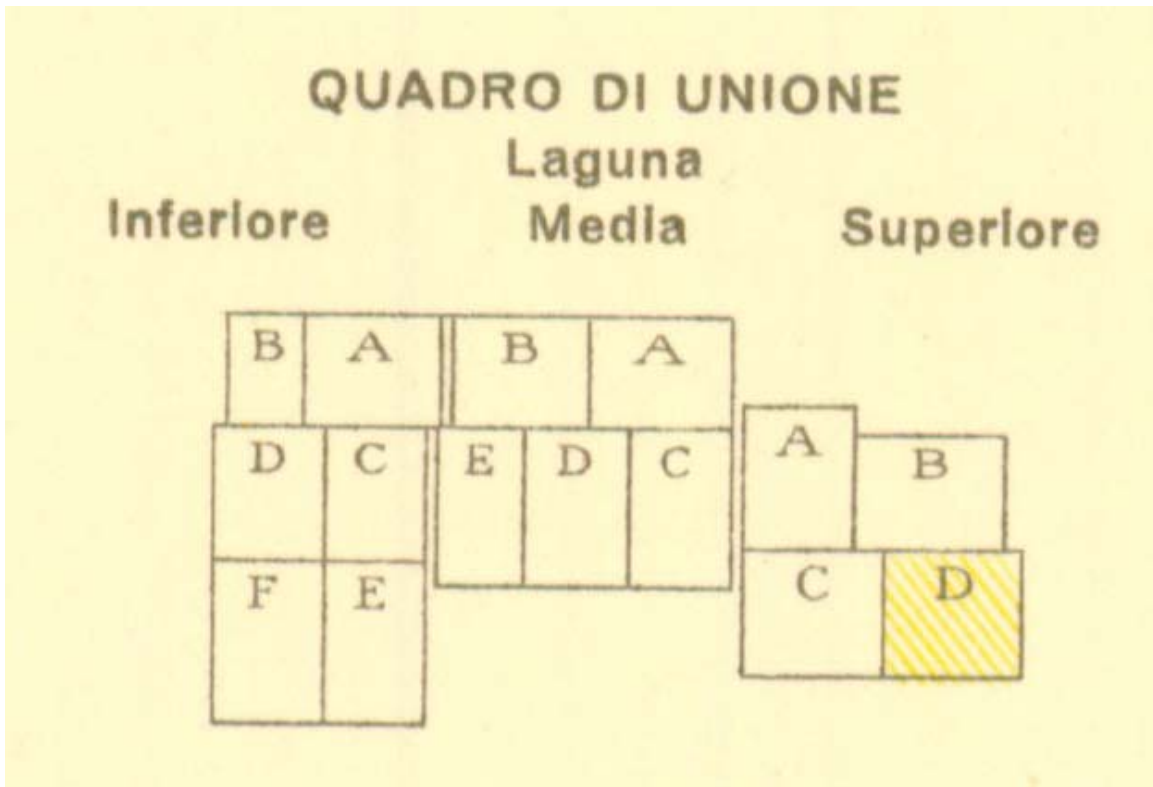 QUADRO DI UNIONE
Laguna
Inferiore Media Superiore
B A B A
D C E D C A B
F E C D